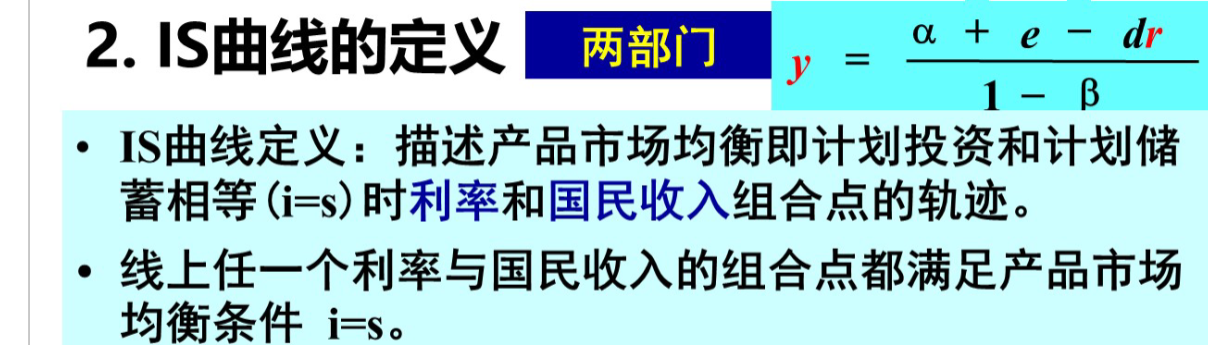 2. IS曲线的定义 两部门 y = (α + e − dr) / (1 − β)
• IS曲线定义：描述产品市场均衡即计划投资和计划储
蓄相等(i=s)时利率和国民收入组合点的轨迹。
• 线上任一个利率与国民收入的组合点都满足产品市场
均衡条件 i=s。